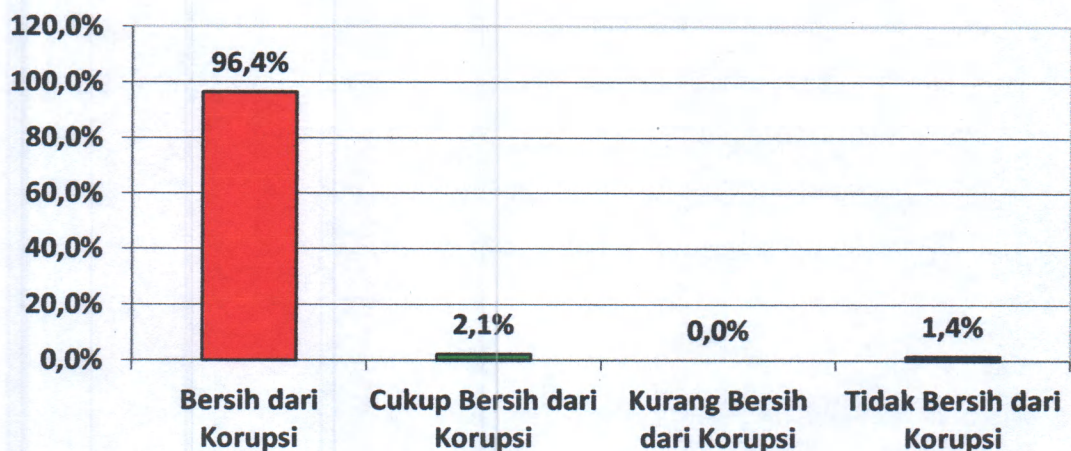 120,0%
100,0%
80,0%
60,0%
40,0%
20,0%
0,0%
96,4%
2,1%
0,0%
1,4%
Bersih dari
Korupsi
Cukup Bersih dari
Korupsi
Kurang Bersih
dari Korupsi
Tidak Bersih dari
Korupsi